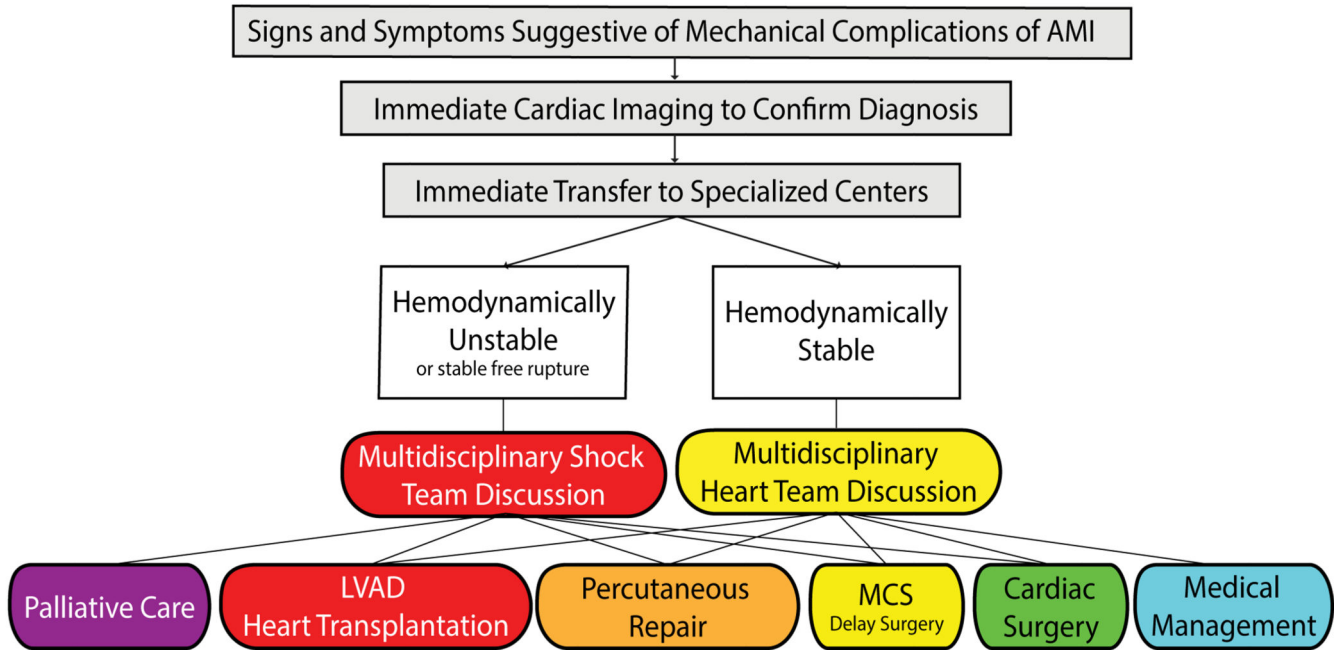 Signs and Symptoms Suggestive of Mechanical Complications of AMI
Immediate Cardiac Imaging to Confirm Diagnosis
Immediate Transfer to Specialized Centers
Hemodynamically
Unstable
or stable free rupture
Hemodynamically
Stable
Multidisciplinary Shock
Team Discussion
Multidisciplinary
Heart Team Discussion
Palliative Care
LVAD
Heart Transplantation
Percutaneous
Repair
MCS
Delay Surgery
Cardiac
Surgery
Medical
Management